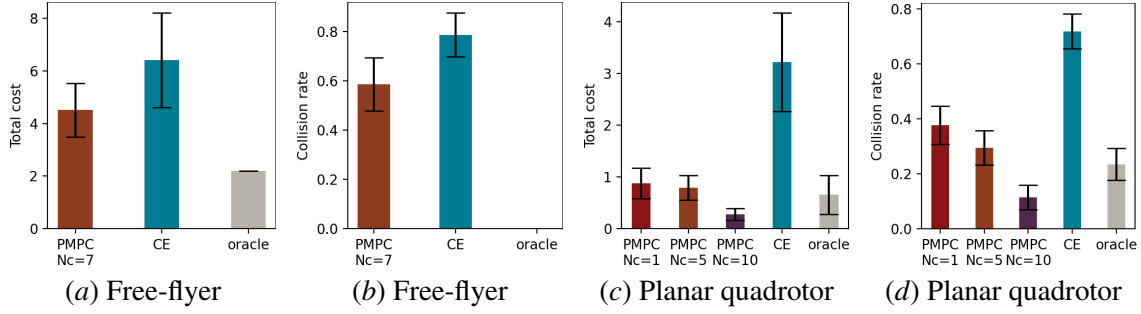 Total cost
8
6
4
2
0
PMPC
Nc=7
CE
oracle
(a) Free-flyer
Collision rate
0.8
0.6
0.4
0.2
0.0
PMPC
Nc=7
CE
oracle
(b) Free-flyer
Total cost
4
3
2
1
0
PMPC
Nc=1
PMPC
Nc=5
PMPC
Nc=10
CE
oracle
(c) Planar quadrotor
Collision rate
0.8
0.6
0.4
0.2
0.0
PMPC
Nc=1
PMPC
Nc=5
PMPC
Nc=10
CE
oracle
(d) Planar quadrotor